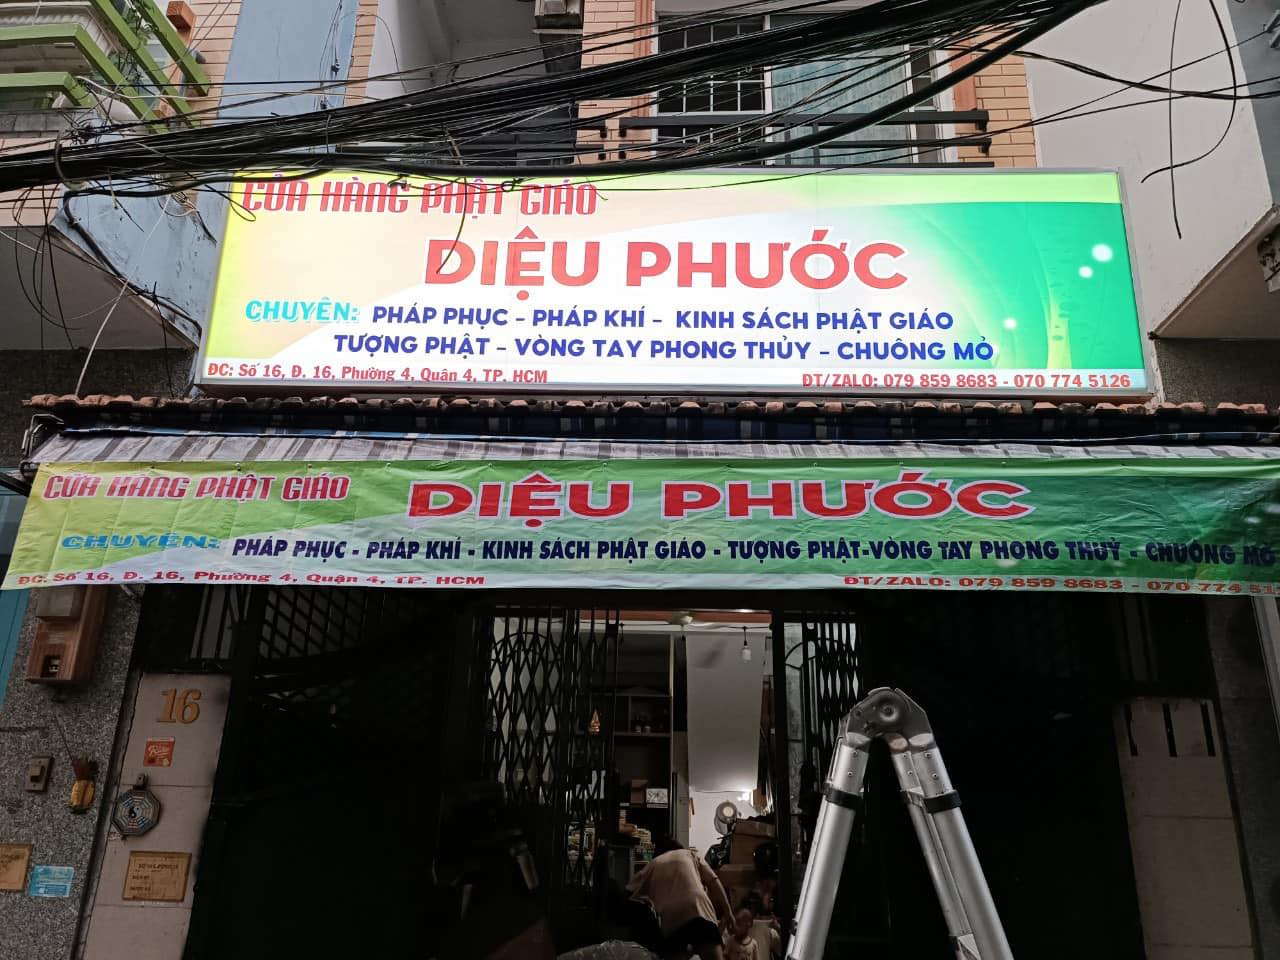 CỬA HÀNG PHẬT GIÁO
DIỆU PHƯỚC
CHUYÊN: PHÁP PHỤC - PHÁP KHÍ - KINH SÁCH PHẬT GIÁO
TƯỢNG PHẬT - VÒNG TAY PHONG THỦY - CHUÔNG MỎ
ĐC: Số 16, Đ. 16, Phường 4, Quận 4, TP. HCM
ĐT/ZALO: 079 859 8683 - 070 774 5126
CỬA HÀNG PHẬT GIÁO
DIỆU PHƯỚC
CHUYÊN: PHÁP PHỤC - PHÁP KHÍ - KINH SÁCH PHẬT GIÁO - TƯỢNG PHẬT-VÒNG TAY PHONG THUỶ - CHUÔNG MỎ
ĐC. Số 16, Đ. 16, Phường 4, Quận 4, TP. HCM
ĐT/ZALO: 079 859 8683 - 070 774 51
16